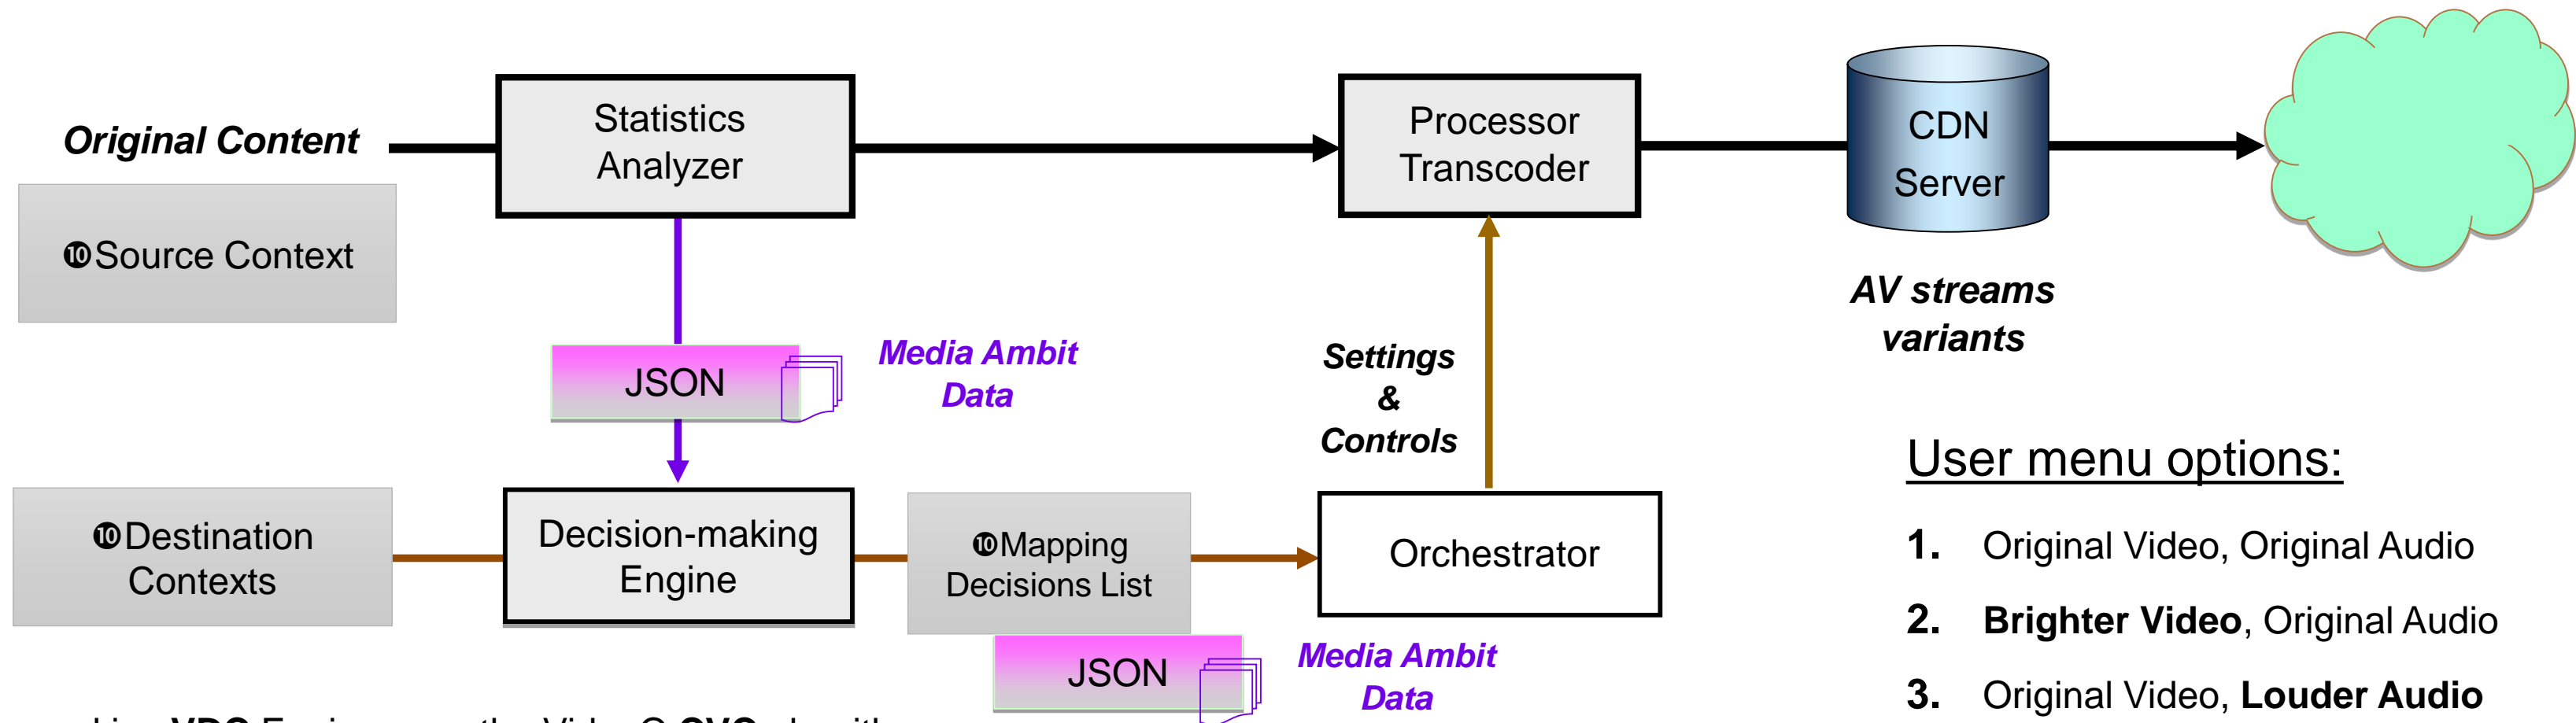 Original Content
Statistics
Analyzer
Processor
Transcoder
CDN
Server
❿Source Context
AV streams
variants
JSON
Media Ambit
Data
Settings
&
Controls
❿Destination
Contexts
Decision-making
Engine
❿Mapping
Decisions List
Orchestrator
JSON
Media Ambit
Data
User menu options:
1. Original Video, Original Audio
2. Brighter Video, Original Audio
3. Original Video, Louder Audio